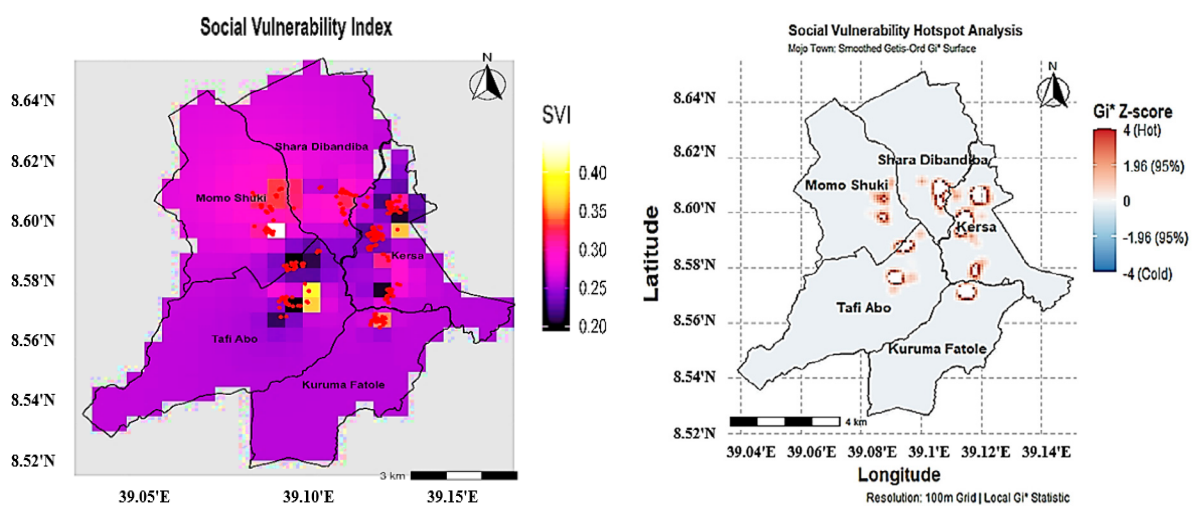 Social Vulnerability Index
N
8.64'N
8.62'N
8.60'N
8.58'N
8.56'N
8.54'N
8.52'N
Shara Dibandiba
Momo Shuki
Kersa
Tafi Abo
Kuruma Fatole
3 km
39.05'E
39.10'E
39.15'E
SVI
0.40
0.35
0.30
0.25
0.20
Social Vulnerability Hotspot Analysis
Mojo Town: Smoothed Getis-Ord Gi* Surface
N
Latitude
8.64'N
8.62'N
8.60'N
8.58'N
8.56'N
8.54'N
8.52'N
Shara Dibandiba
Momo Shuki
Kersa
Tafi Abo
Kuruma Fatole
4 km
39.04'E
39.06'E
39.08'E
39.1'E
39.12'E
39.14'E
Longitude
Resolution: 100m Grid | Local Gi* Statistic
Gi* Z-score
4 (Hot)
1.96 (95%)
0
-1.96 (95%)
-4 (Cold)